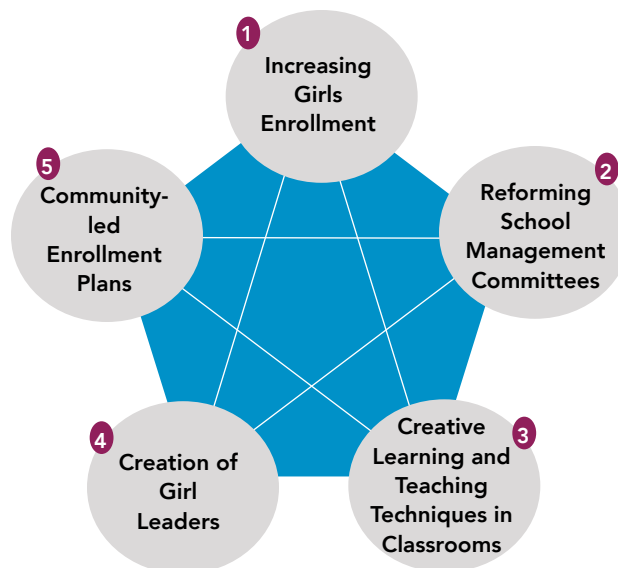 1
Increasing
Girls
Enrollment
2
Reforming
School
Management
Committees
3
Creative
Learning and
Teaching
Techniques in
Classrooms
4
Creation of
Girl
Leaders
5
Community-
led
Enrollment
Plans